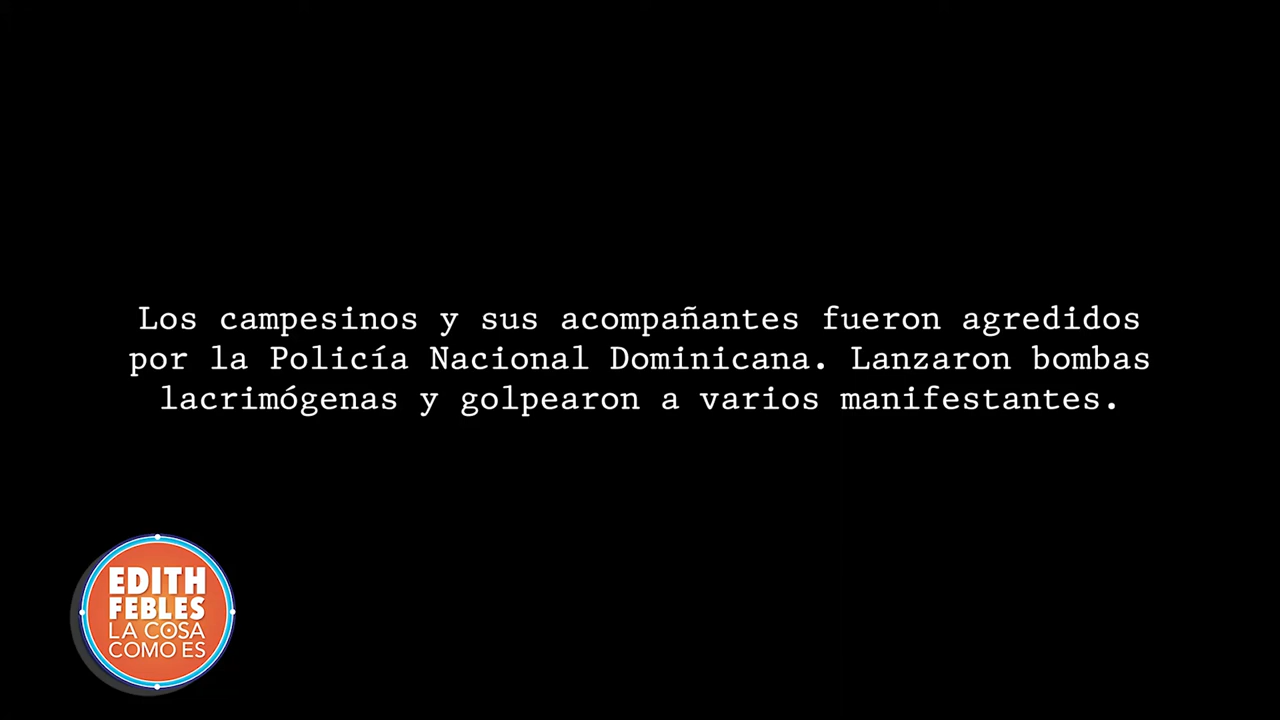 Los campesinos y sus acompañantes fueron agredidos
por la Policía Nacional Dominicana. Lanzaron bombas
lacrimógenas y golpearon a varios manifestantes.
EDITH
FEBLES
LA COSA
COMO ES